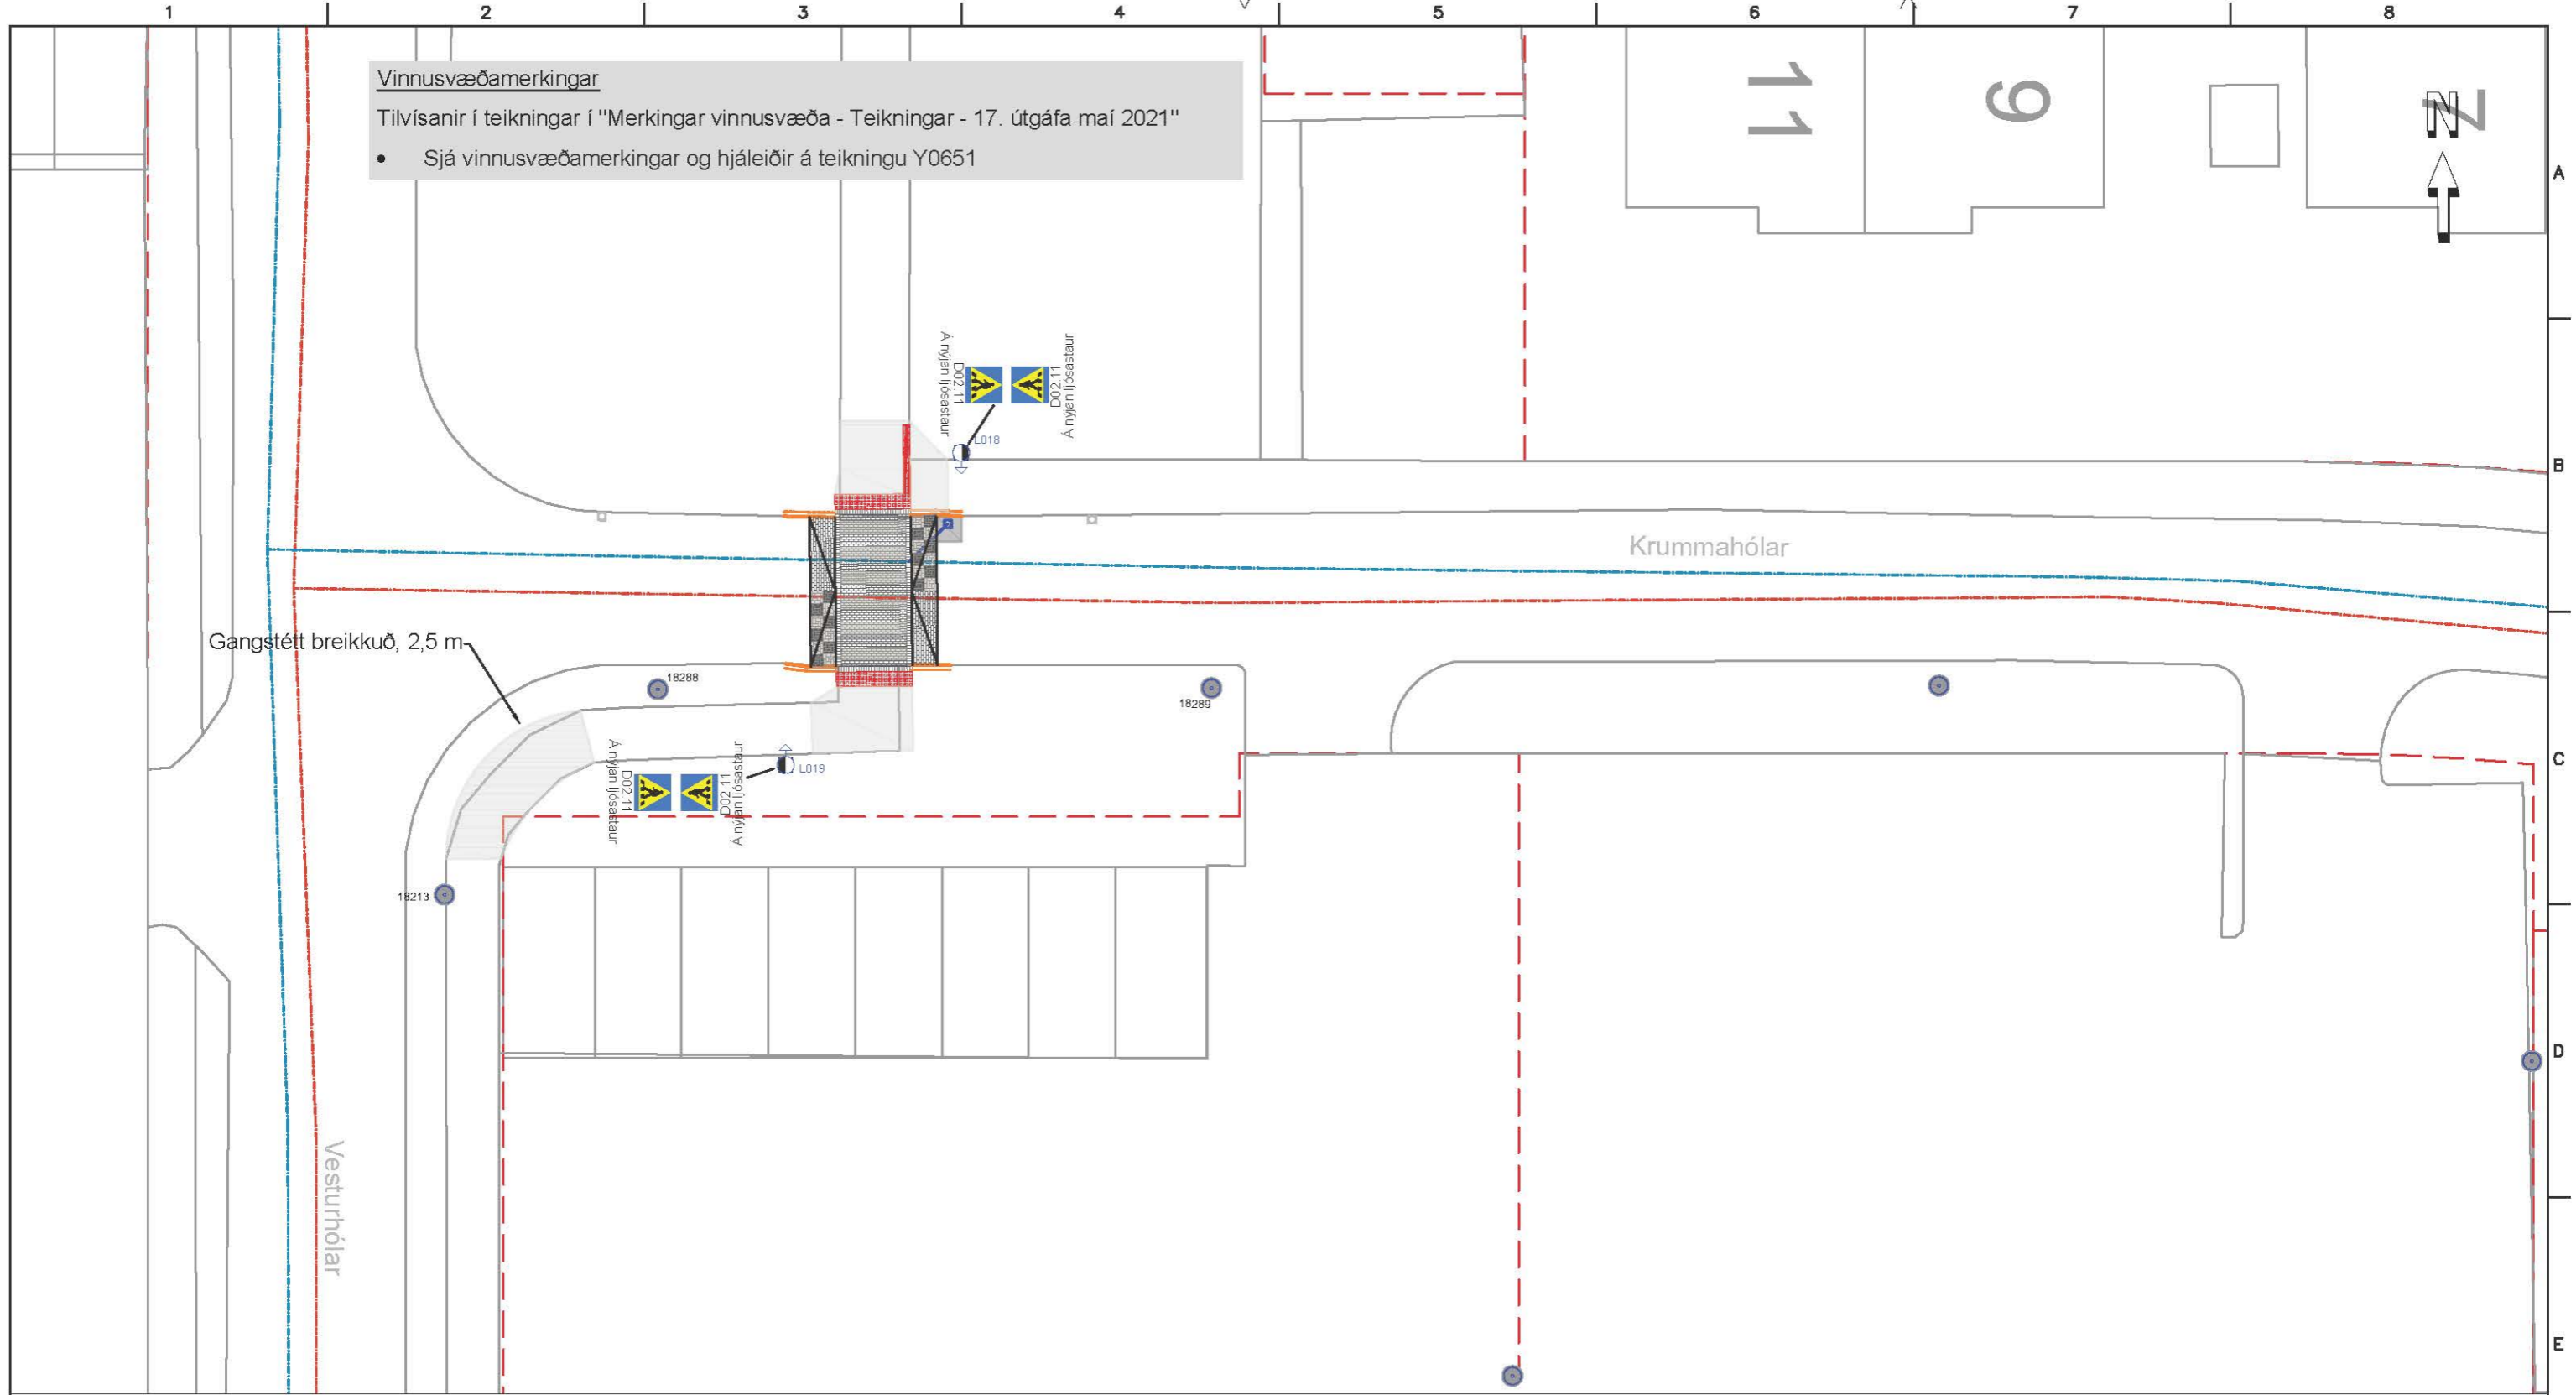 1 2 3 4 5 6 7 8
Vinnusvæðamerkingar
Tilvísanir í teikningar í "Merkingar vinnusvæða - Teikningar - 17. útgáfa maí 2021"
• Sjá vinnusvæðamerkingar og hjáleiðir á teikningu Y0651
11
9
7
N
A
Á nýjan ljósastaur
D02.11
D02.11
Á nýjan ljósastaur
L018
B
Krummahólar
Gangstétt breikkuð, 2,5 m
18288
18289
Á nýjan ljósastaur
D02.11
D02.11
Á nýjan ljósastaur
L019
C
18213
D
Vesturhólar
E